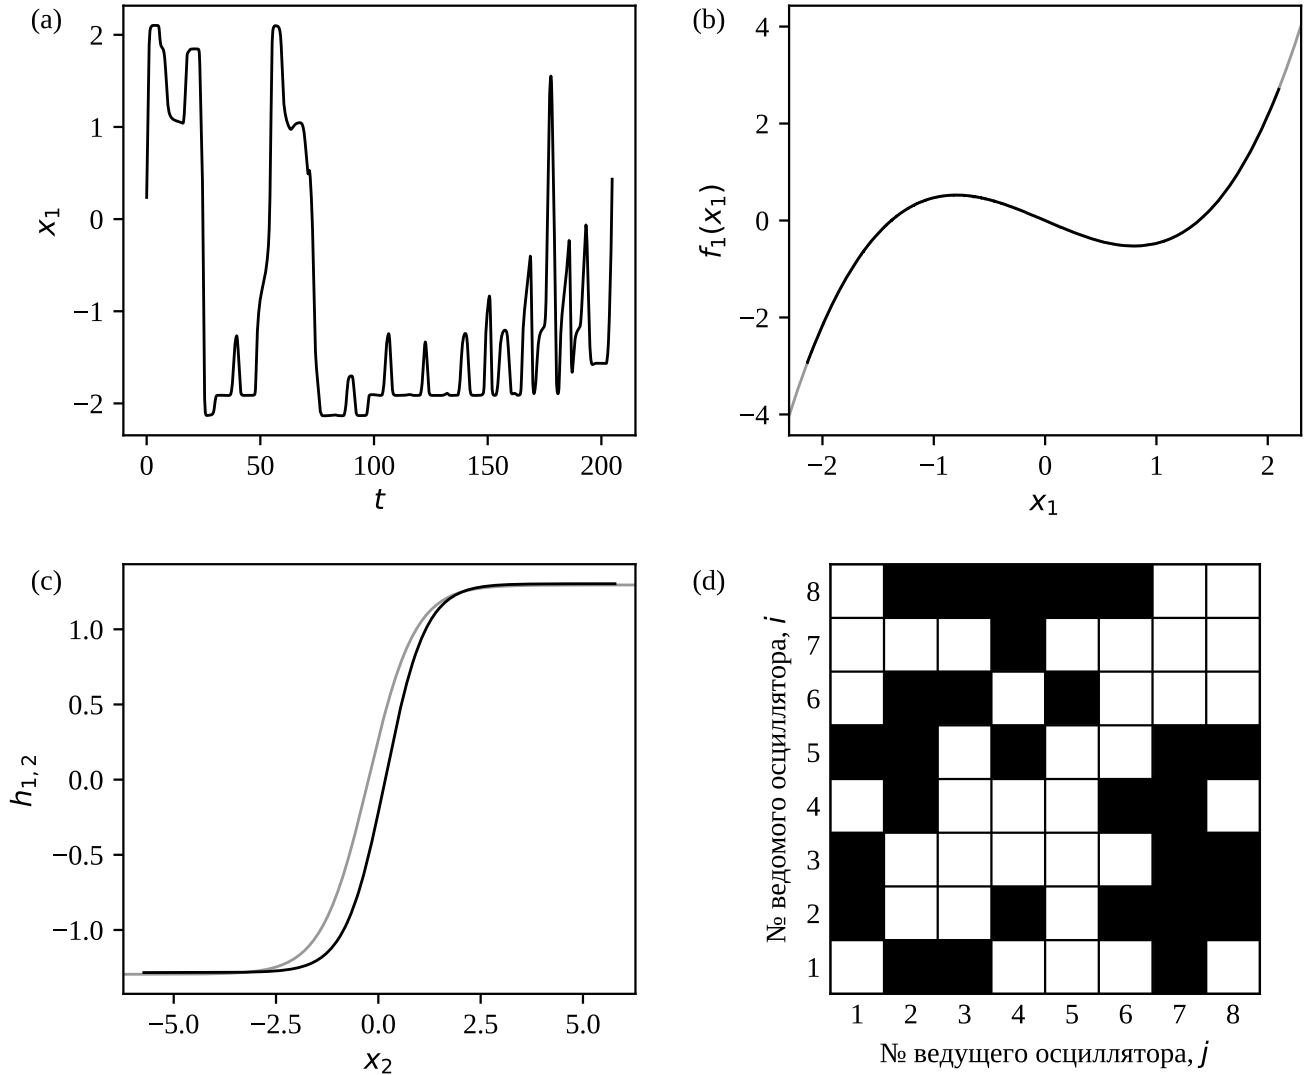 (a)
2
1
0
−1
−2
x₁
0 50 100 150 200
t
(b)
4
2
0
−2
−4
f₁(x₁)
−2 −1 0 1 2
x₁
(c)
1.0
0.5
0.0
−0.5
−1.0
h₁,₂
−5.0 −2.5 0.0 2.5 5.0
x₂
(d)
8
7
6
5
4
3
2
1
№ ведомого осциллятора, i
1 2 3 4 5 6 7 8
№ ведущего осциллятора, j